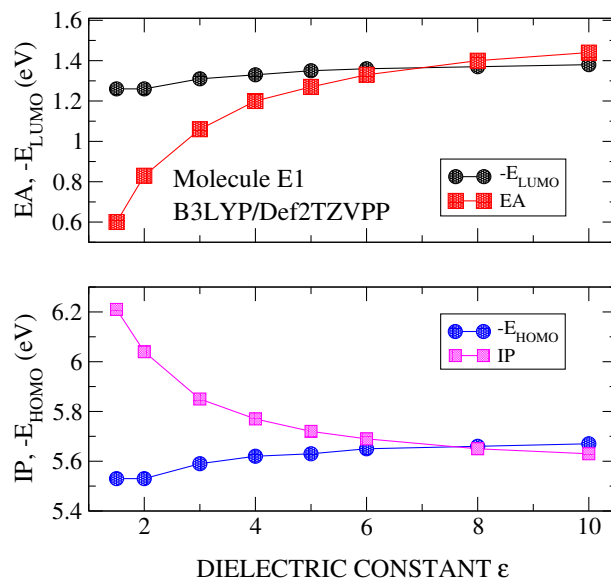 1.6
1.4
1.2
1
0.8
0.6
EA, -E_LUMO (eV)
Molecule E1
B3LYP/Def2TZVPP
-E_LUMO
EA
6.2
6
5.8
5.6
5.4
IP, -E_HOMO (eV)
-E_HOMO
IP
2 4 6 8 10
DIELECTRIC CONSTANT ε